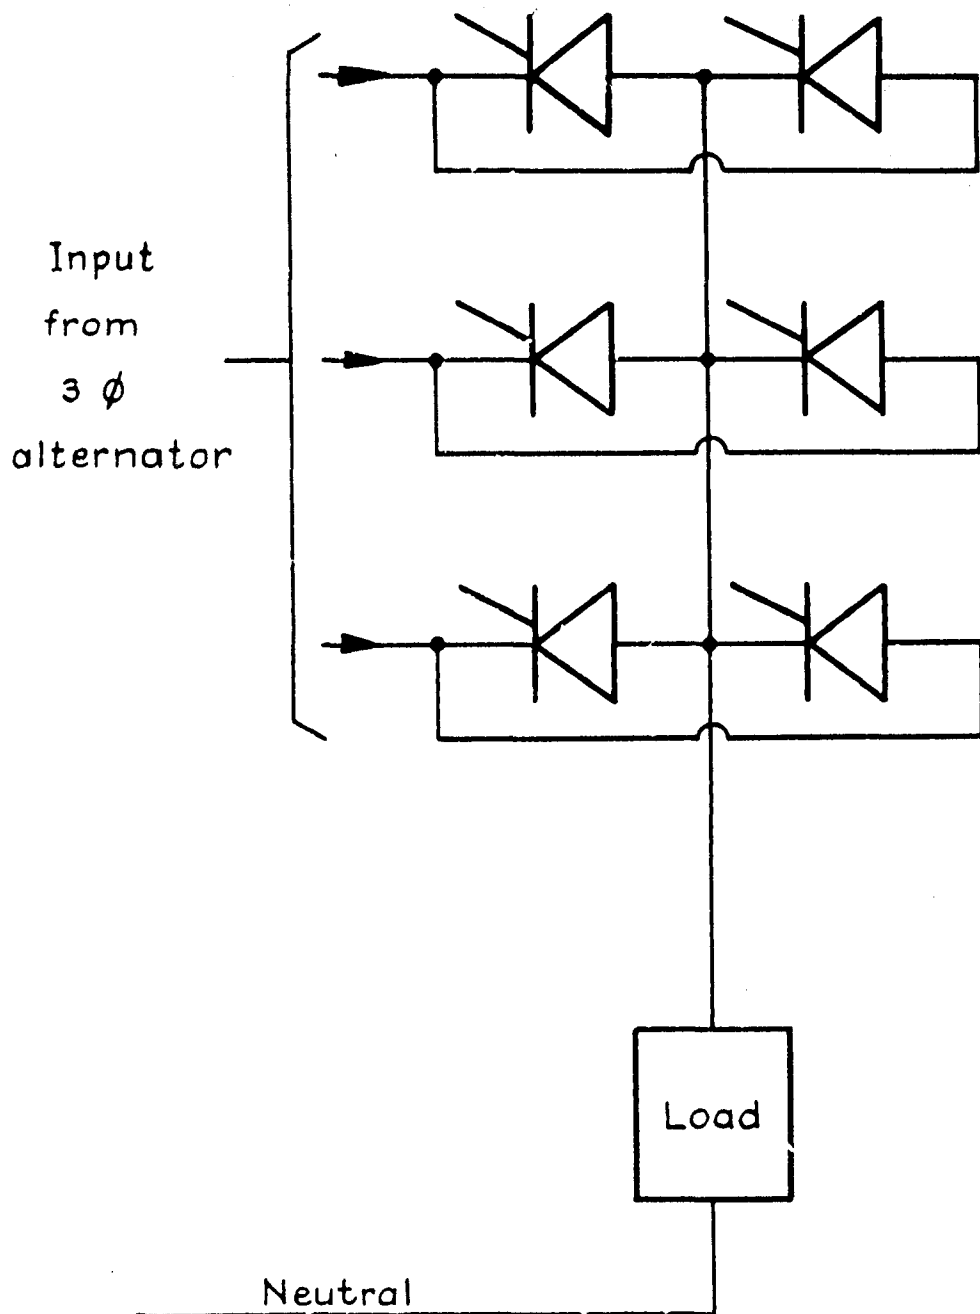 Input
from
3 ϕ
alternator
Load
Neutral